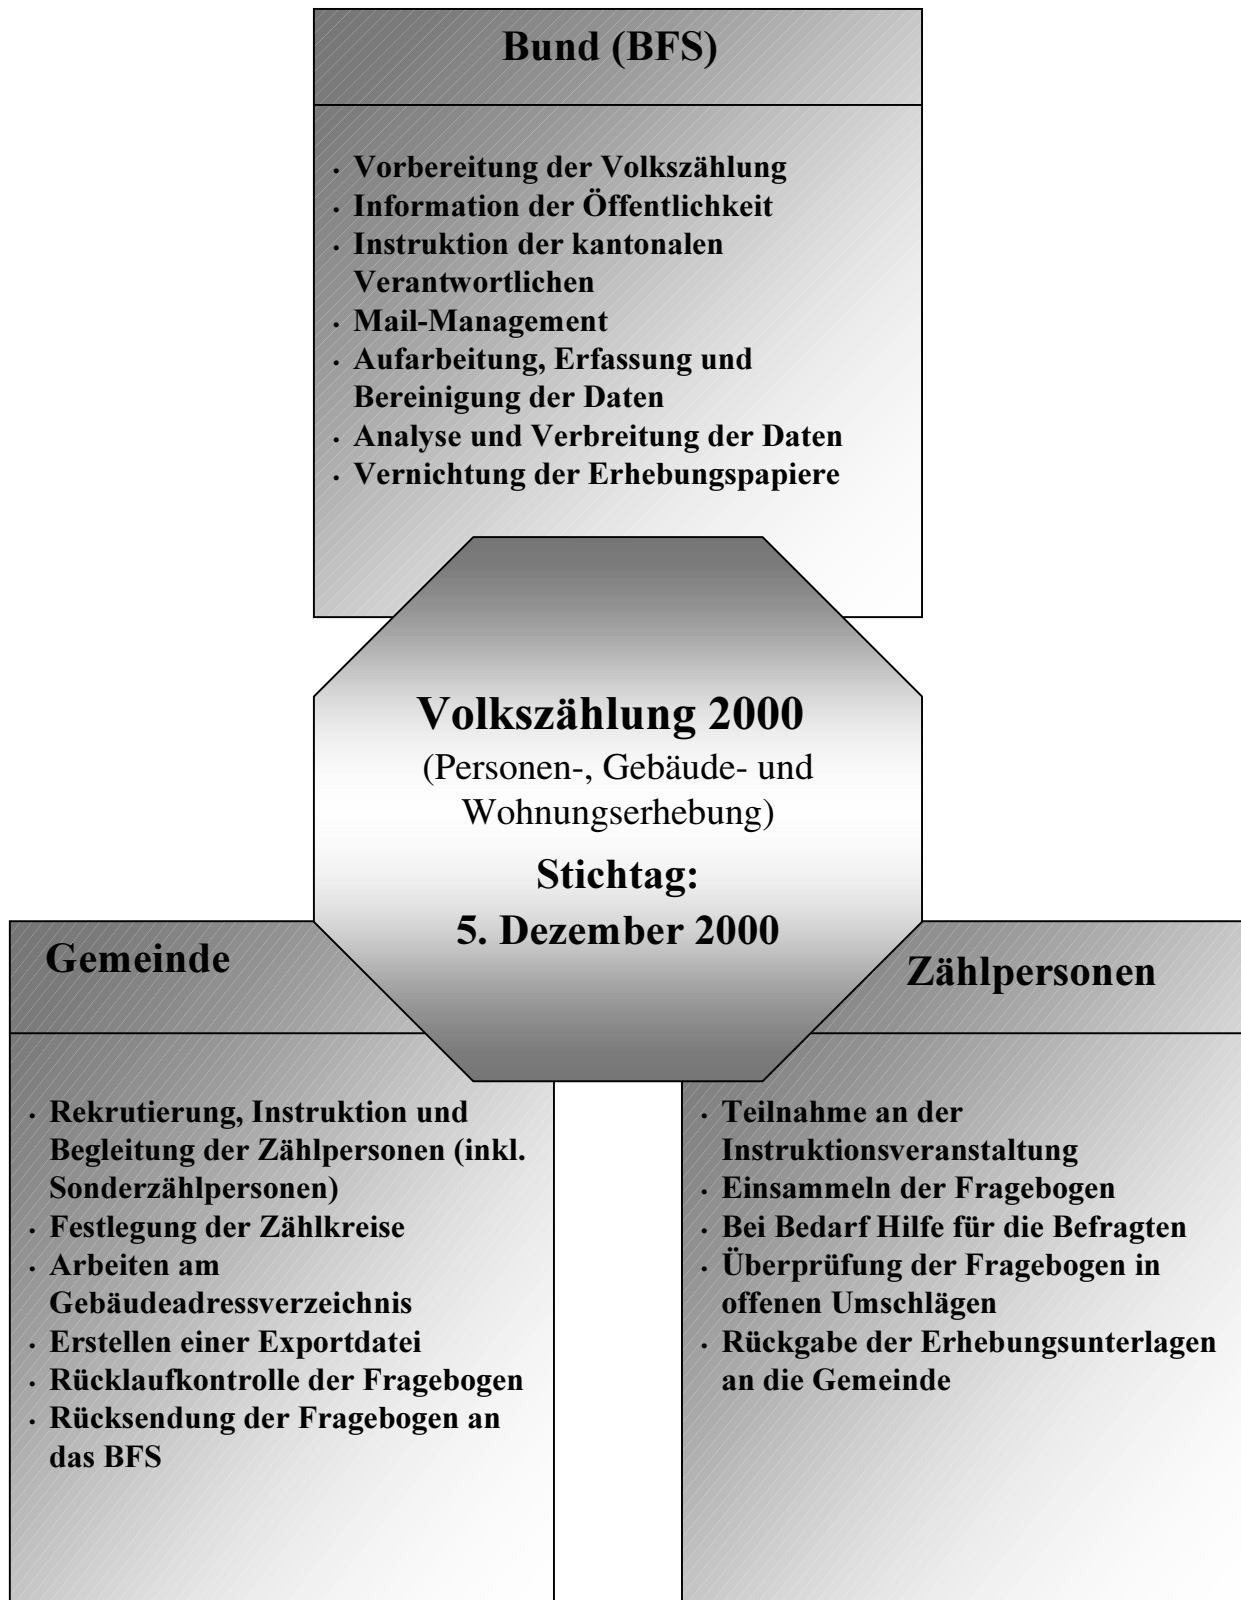 Bund (BFS)
· Vorbereitung der Volkszählung
· Information der Öffentlichkeit
· Instruktion der kantonalen
Verantwortlichen
· Mail-Management
· Aufarbeitung, Erfassung und
Bereinigung der Daten
· Analyse und Verbreitung der Daten
· Vernichtung der Erhebungspapiere
Volkszählung 2000
(Personen-, Gebäude- und
Wohnungserhebung)
Stichtag:
5. Dezember 2000
Gemeinde
· Rekrutierung, Instruktion und
Begleitung der Zählpersonen (inkl.
Sonderzählpersonen)
· Festlegung der Zählkreise
· Arbeiten am
Gebäudeadressverzeichnis
· Erstellen einer Exportdatei
· Rücklaufkontrolle der Fragebogen
· Rücksendung der Fragebogen an
das BFS
Zählpersonen
· Teilnahme an der
Instruktionsveranstaltung
· Einsammeln der Fragebogen
· Bei Bedarf Hilfe für die Befragten
· Überprüfung der Fragebogen in
offenen Umschlägen
· Rückgabe der Erhebungsunterlagen
an die Gemeinde